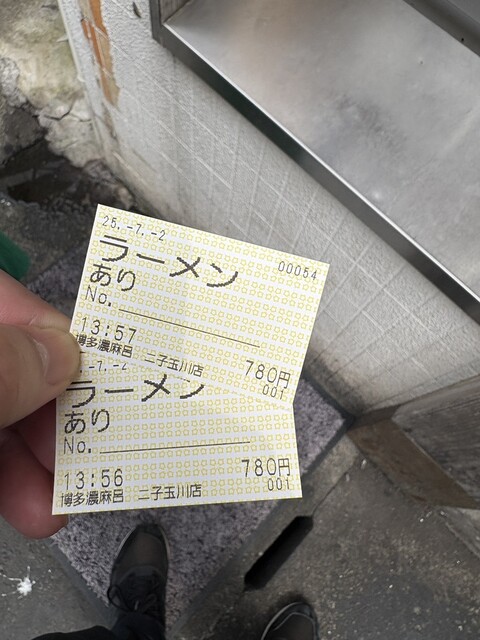 25.-7.-2
ラーメン 00054
あり
No.
13:57 780円
博多濃麻呂 二子玉川店 001
-7.-2
ラーメン
あり
No.
13:56 780円
博多濃麻呂 二子玉川店 001